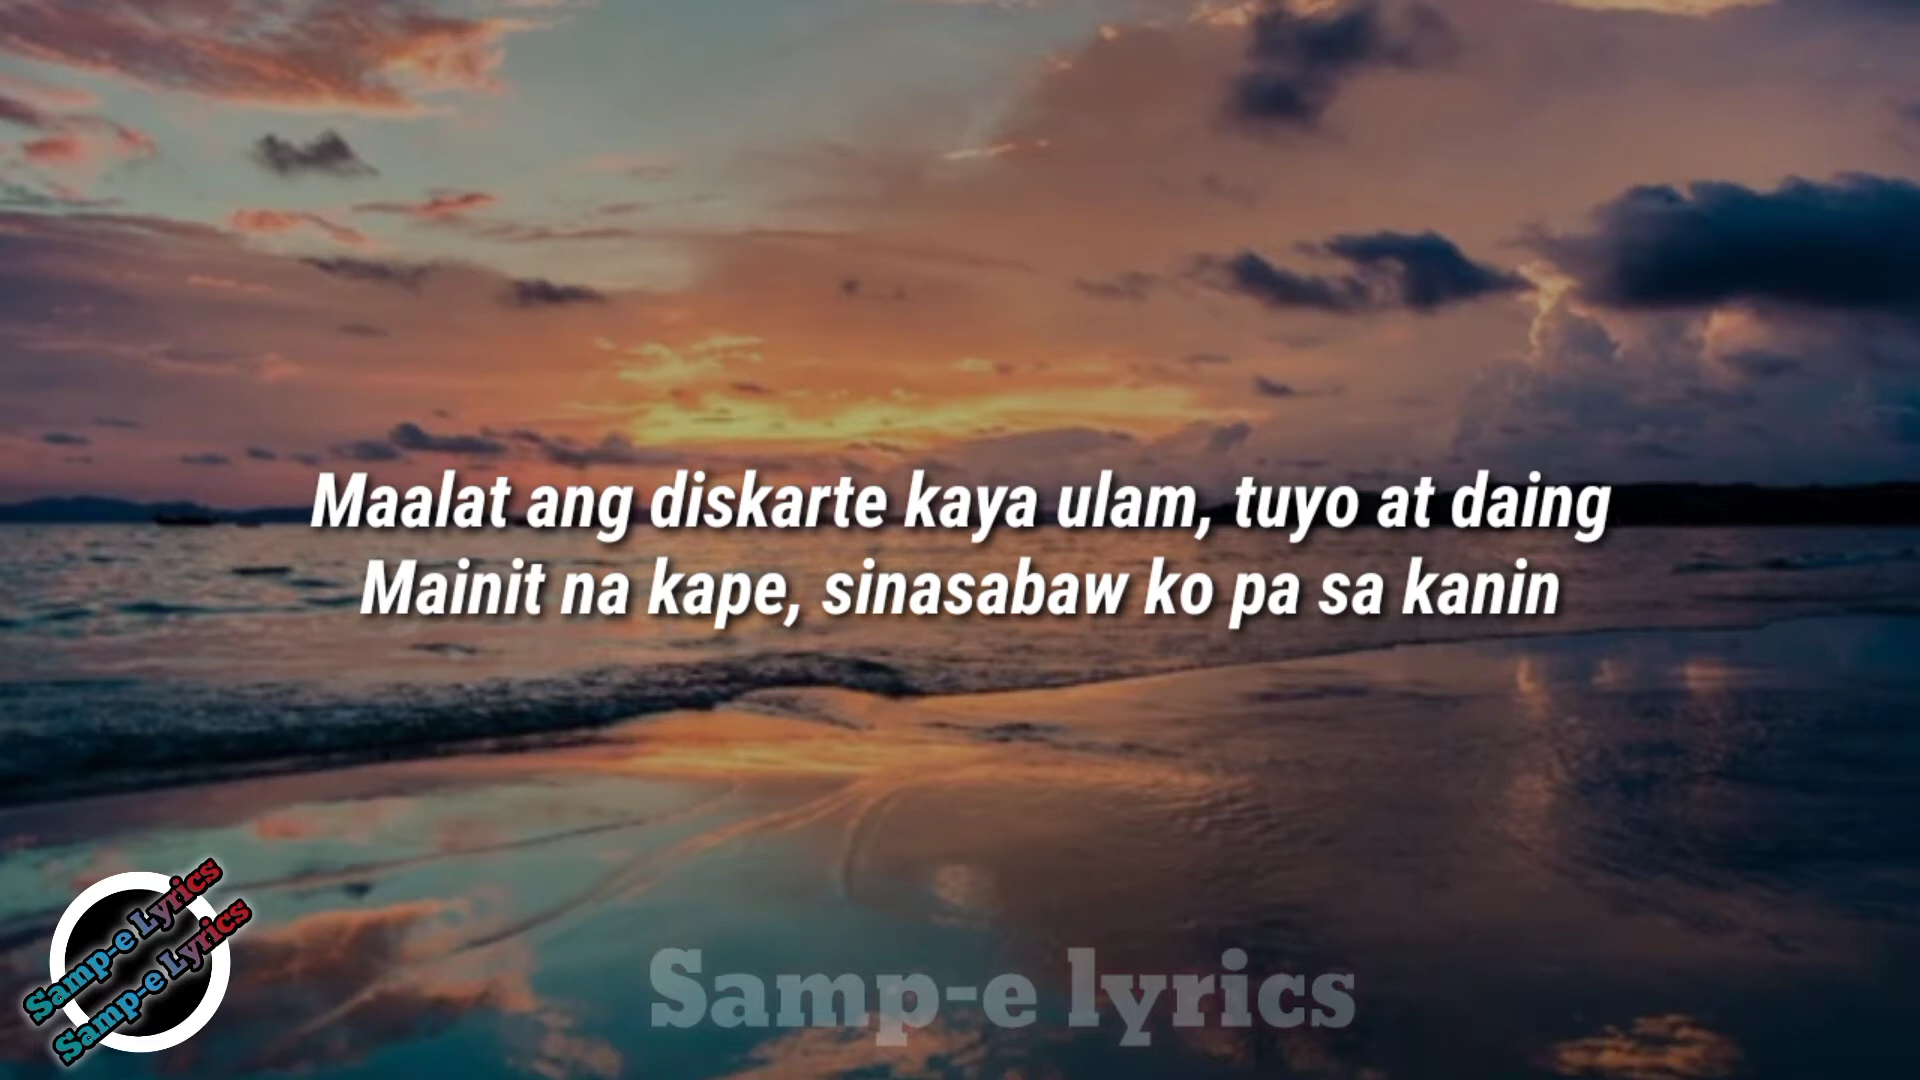 Maalat ang diskarte kaya ulam, tuyo at daing
Mainit na kape, sinasabaw ko pa sa kanin
Samp-e Lyrics
Samp-e Lyrics
Samp-e lyrics